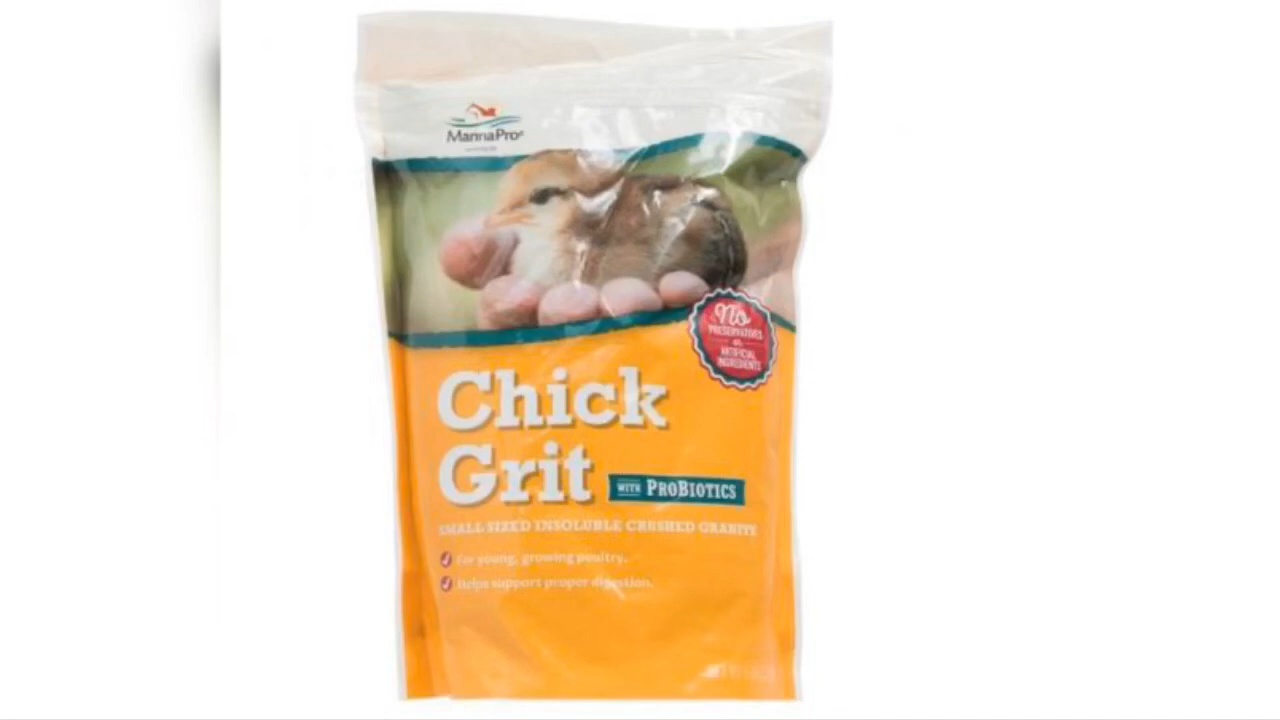 MannaPro®
No
PRESERVATIVES
or
ARTIFICIAL
INGREDIENTS
Chick
Grit
WITH PROBIOTICS
SMALL-SIZED INSOLUBLE CRUSHED GRANITE
For young, growing poultry.
Helps supports proper digestion.